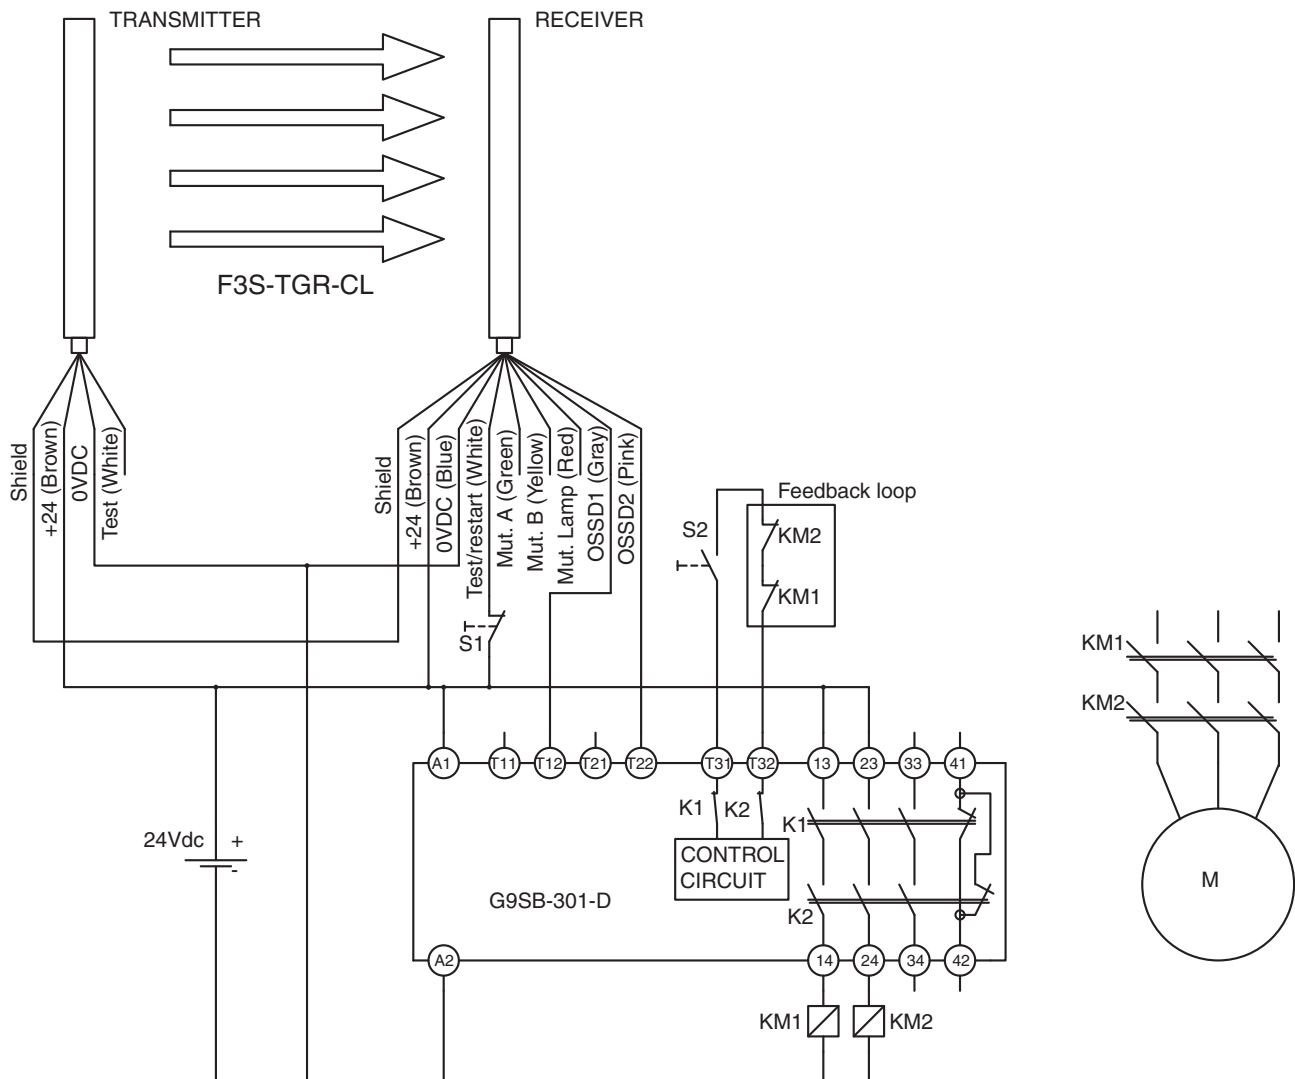 TRANSMITTER
RECEIVER
F3S-TGR-CL
Shield
+24 (Brown)
0VDC
Test (White)
Shield
+24 (Brown)
0VDC (Blue)
Test/restart (White)
Mut. A (Green)
Mut. B (Yellow)
Mut. Lamp (Red)
OSSD1 (Gray)
OSSD2 (Pink)
Feedback loop
S2
KM2
KM1
S1
KM1
KM2
A1
T11
T12
T21
T22
T31
T32
13
23
33
41
K1
K2
K1
24Vdc
+
-
CONTROL
CIRCUIT
M
G9SB-301-D
K2
A2
14
24
34
42
KM1
KM2